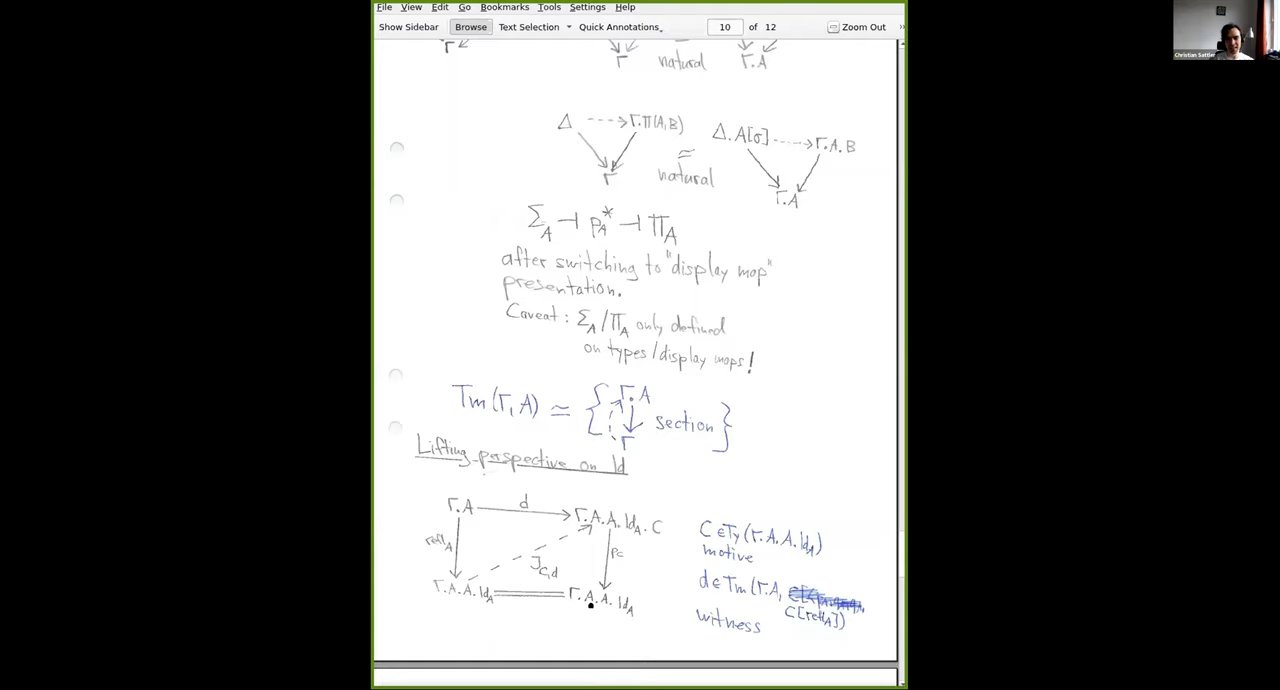 File Edit View Go Bookmarks Tools Settings Help
Show Sidebar Browse Text Selection Quick Annotations 10 of 12 Zoom Out »
Christian Sattler
Γ Γ natural Γ.A
Δ ⇢ Γ.Π(A,B) Δ.A[σ] ⇢ Γ.A.B
≃
Γ natural Γ.A
Σ_A ⊣ p_A^* ⊣ Π_A
after switching to "display map"
presentation.
Caveat: Σ_A/Π_A only defined
on types/display maps!
Tm(Γ,A) ≃ { Γ.A → Γ section }
Lifting perspective on Id
Γ.A d Γ.A.A.Id_A.C
refl_A J_{C,d} p_C
Γ.A.A.Id_A Γ.A.A.Id_A
C∈Ty(Γ.A.A.Id_A)
motive
d∈Tm(Γ.A,
C[refl_A])
witness